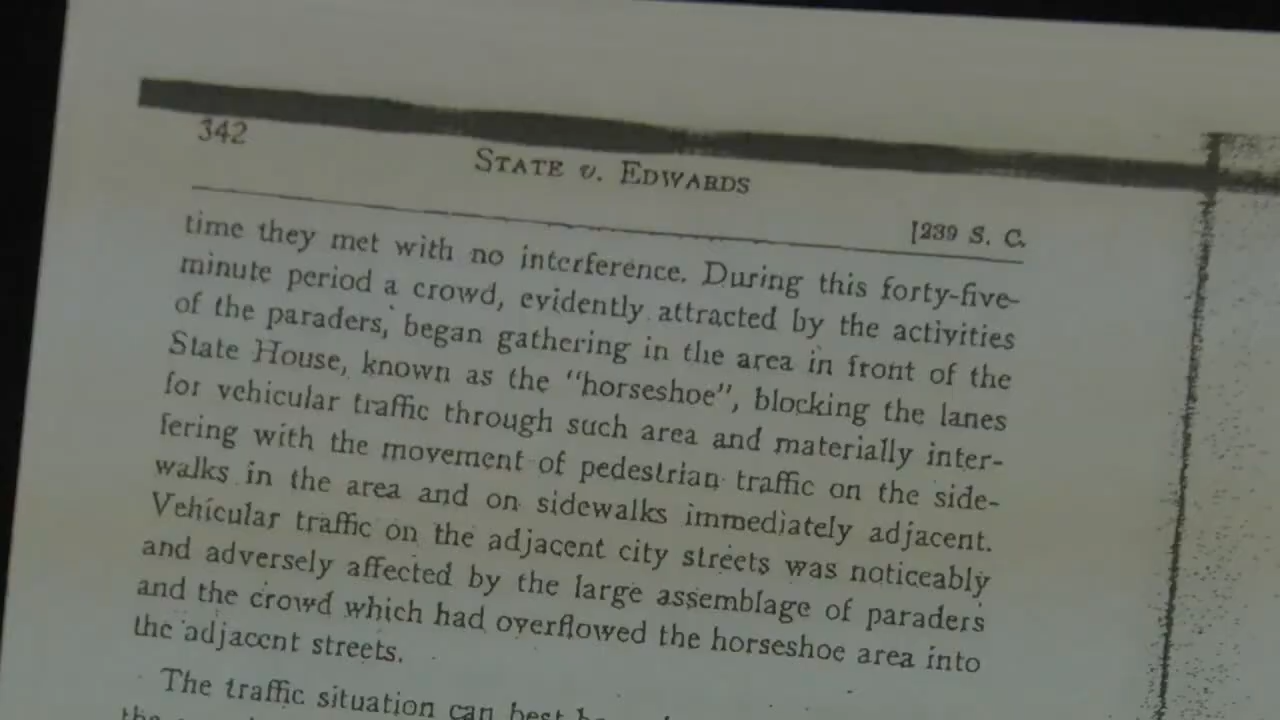 342
STATE v. EDWARDS
[239 S. C.
time they met with no interference. During this forty-five-
minute period a crowd, evidently attracted by the activities
of the paraders, began gathering in the area in front of the
State House, known as the "horseshoe", blocking the lanes
for vehicular traffic through such area and materially inter-
fering with the movement of pedestrian traffic on the side-
walks in the area and on sidewalks immediately adjacent.
Vehicular traffic on the adjacent city streets was noticeably
and adversely affected by the large assemblage of paraders
and the crowd which had overflowed the horseshoe area into
the adjacent streets.
The traffic situation can best
the